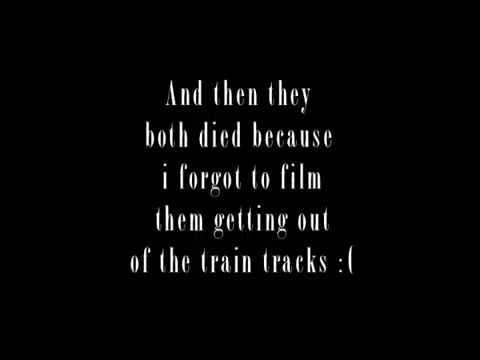 And then they
both died because
i forgot to film
them getting out
of the train tracks :(